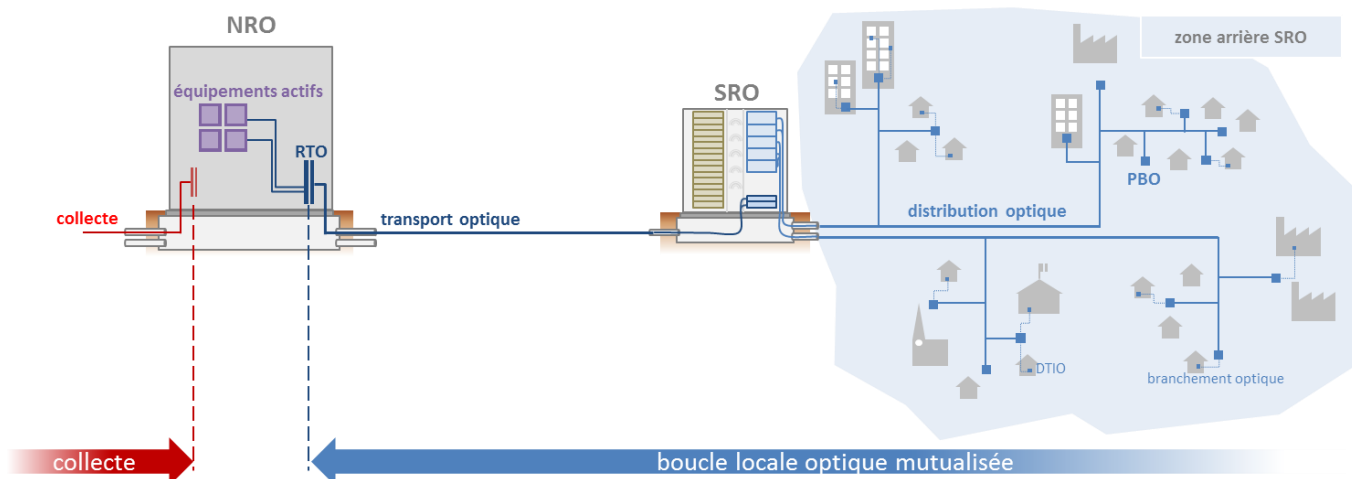 NRO
zone arrière SRO
équipements actifs
SRO
RTO
PBO
collecte
transport optique
distribution optique
DTIO
branchement optique
collecte
boucle locale optique mutualisée